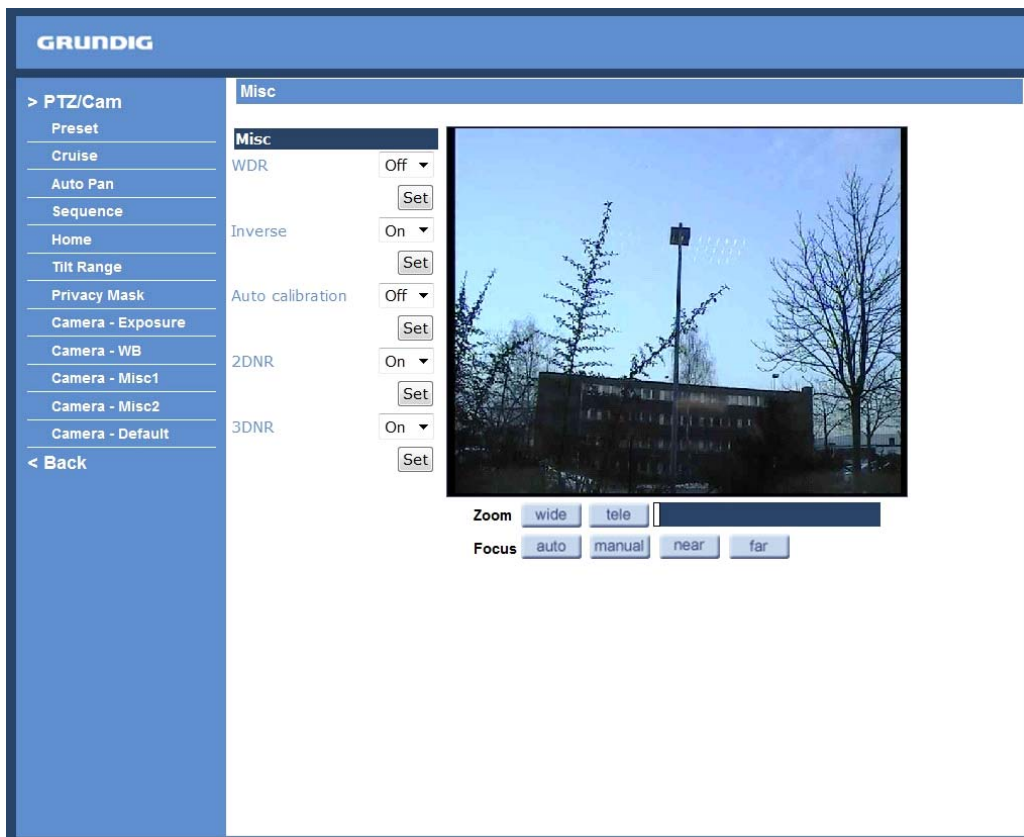 GRUNDIG
> PTZ/Cam
Preset
Cruise
Auto Pan
Sequence
Home
Tilt Range
Privacy Mask
Camera - Exposure
Camera - WB
Camera - Misc1
Camera - Misc2
Camera - Default
< Back
Misc
Misc
WDR Off
Set
Inverse On
Set
Auto calibration Off
Set
2DNR On
Set
3DNR On
Set
Zoom wide tele
Focus auto manual near far